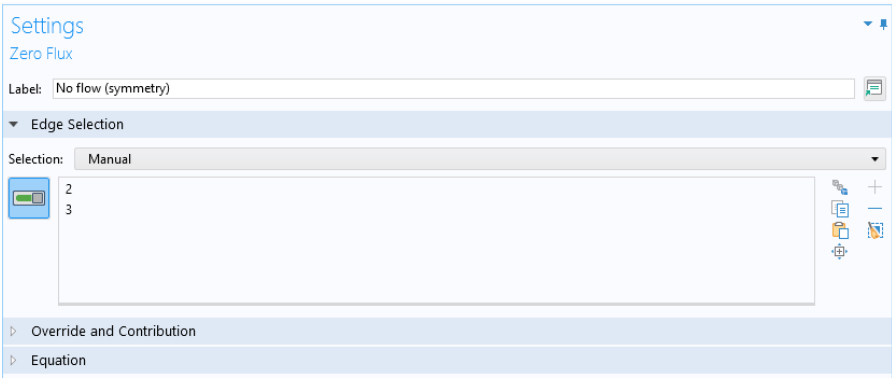 Settings
Zero Flux
Label: No flow (symmetry)
Edge Selection
Selection: Manual
2
3
Override and Contribution
Equation